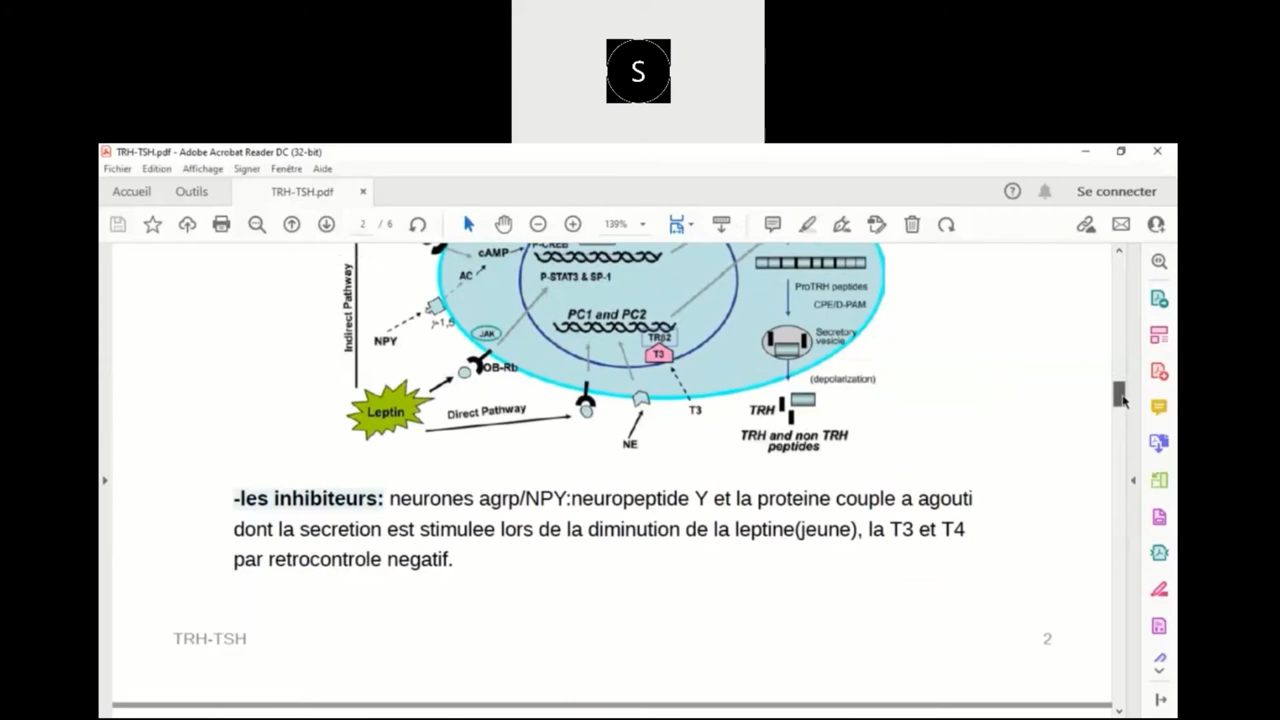 S
TRH-TSH.pdf - Adobe Acrobat Reader DC (32-bit)
Fichier Edition Affichage Signer Fenêtre Aide
Accueil Outils TRH-TSH.pdf × Se connecter
2 / 6 139%
cAMP
P-CREB
AC
P-STAT3 & SP-1
ProTRH peptides
CPE/D-PAM
Indirect Pathway
PC1 and PC2
NPY
JAK
TRβ2
T3
Secretory
vesicle
OB-Rb
(depolarization)
Leptin
Direct Pathway
T3
TRH
NE
TRH and non TRH
peptides
-les inhibiteurs: neurones agrp/NPY:neuropeptide Y et la proteine couple a agouti
dont la secretion est stimulee lors de la diminution de la leptine(jeune), la T3 et T4
par retrocontrole negatif.
TRH-TSH 2